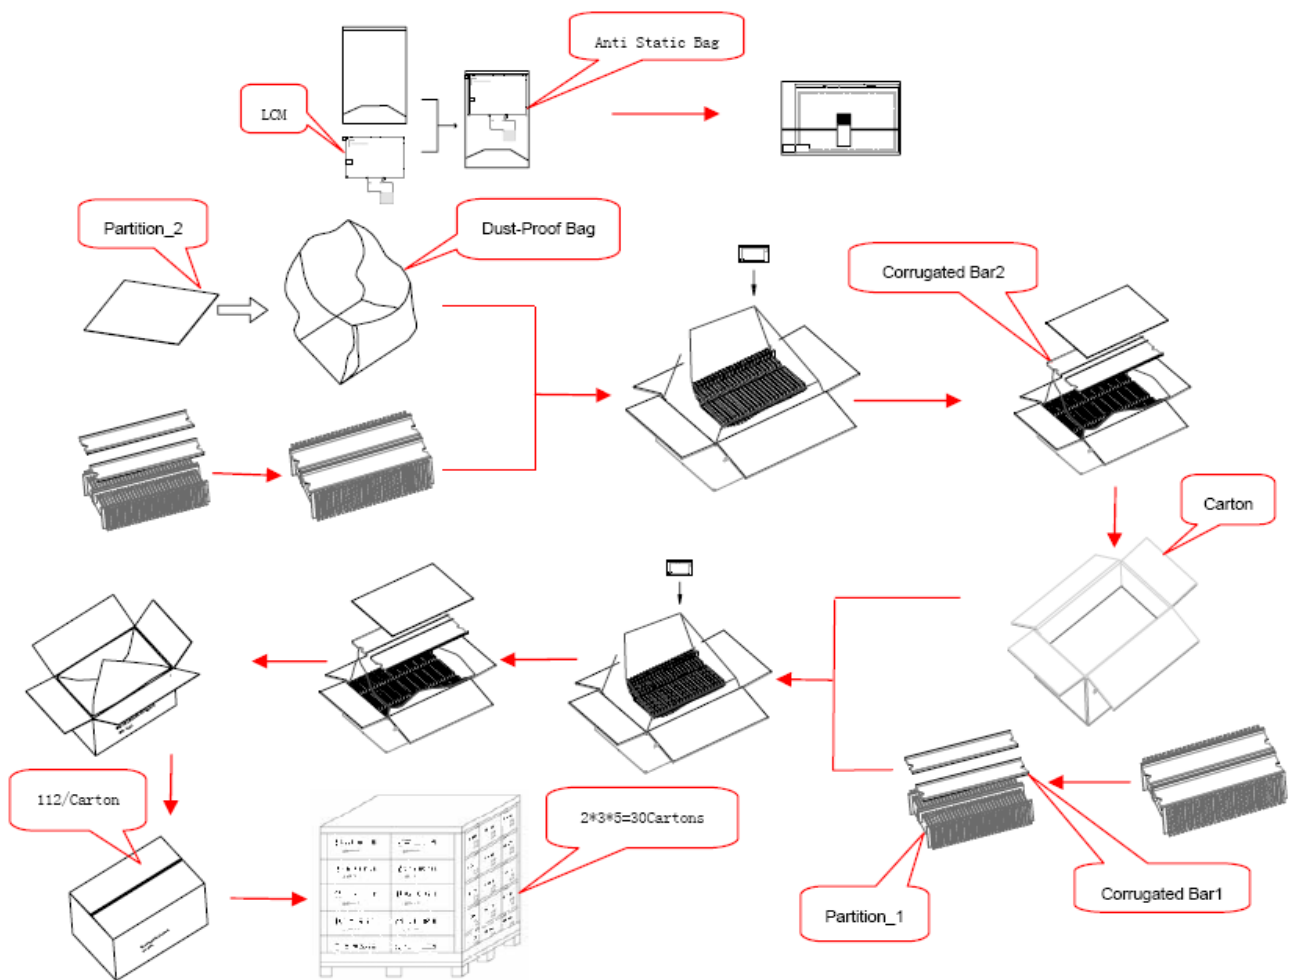 Anti Static Bag
LCM
Partition_2
Dust-Proof Bag
Corrugated Bar2
Carton
112/Carton
2*3*5=30Cartons
Partition_1
Corrugated Bar1